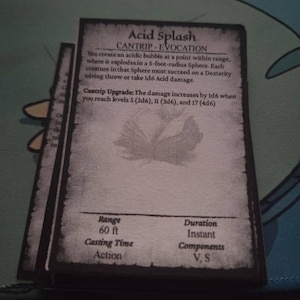 Acid Splash
CANTRIP - EVOCATION
You create an acidic bubble at a point within range,
where it explodes in a 5-foot-radius Sphere. Each
creature in that Sphere must succeed on a Dexterity
saving throw or take 1d6 Acid damage.
Cantrip Upgrade: The damage increases by 1d6 when
you reach levels 5 (2d6), 11 (3d6), and 17 (4d6)
Range
60 ft
Duration
Instant
Casting Time
Action
Components
V, S